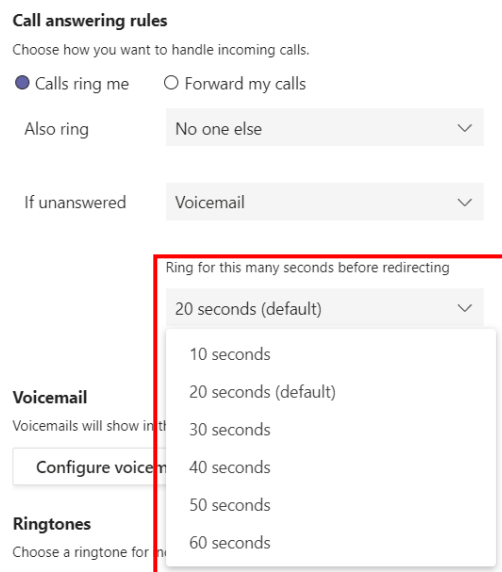 Call answering rules
Choose how you want to handle incoming calls.
Calls ring me Forward my calls
Also ring No one else
If unanswered Voicemail
Ring for this many seconds before redirecting
20 seconds (default)
10 seconds
20 seconds (default)
30 seconds
40 seconds
50 seconds
60 seconds
Voicemail
Voicemails will show in
Configure
Ringtones
Choose a ringtone for